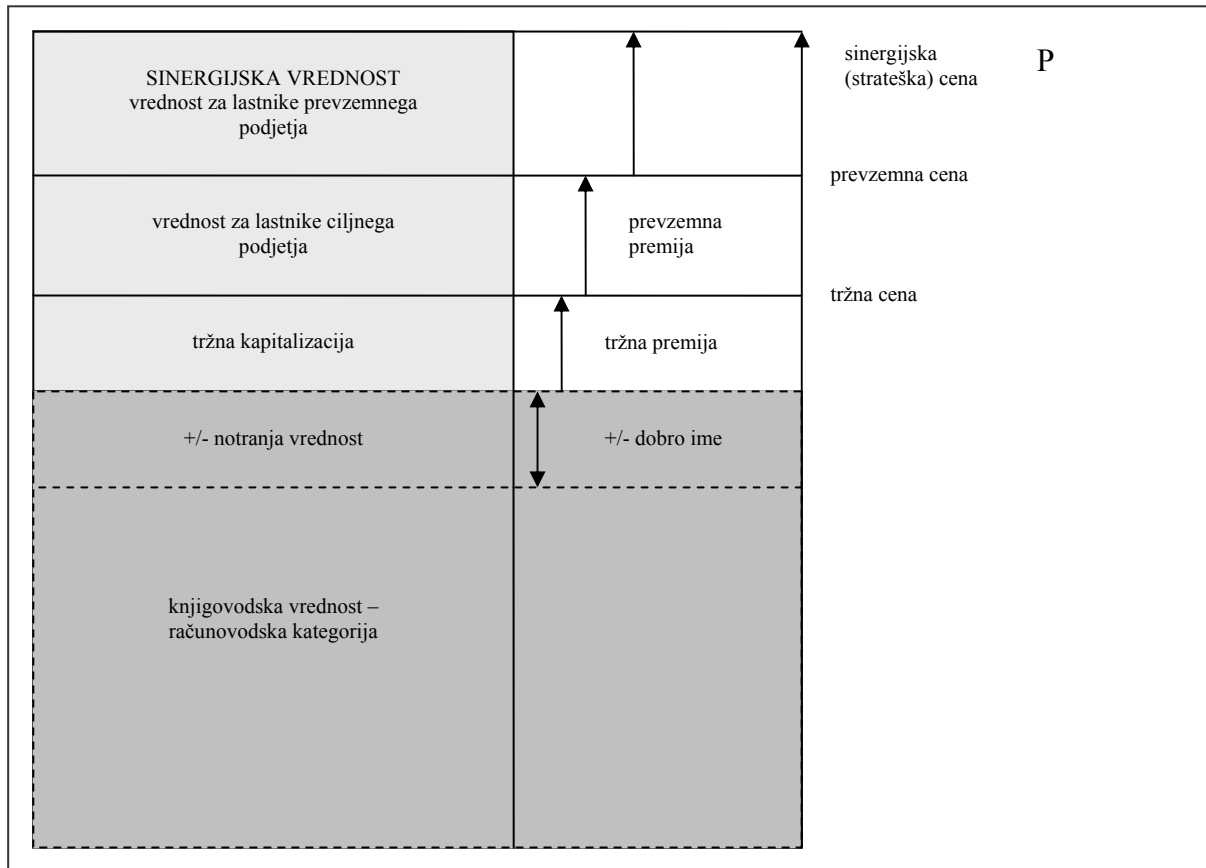 SINERGIJSKA VREDNOST
vrednost za lastnike prevzemnega
podjetja
sinergijska
(strateška) cena
P
prevzemna cena
vrednost za lastnike ciljnega
podjetja
prevzemna
premija
tržna cena
tržna kapitalizacija
tržna premija
+/- notranja vrednost
+/- dobro ime
knjigovodska vrednost –
računovodska kategorija